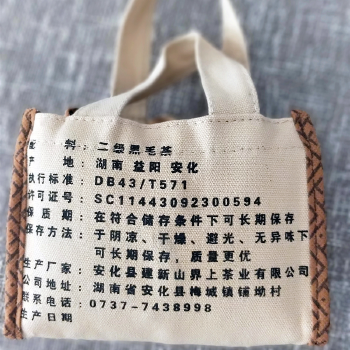 配 料：二级黑毛茶
产 地：湖南 益阳 安化
执行标准：DB43/T571
许可证号：SC11443092300594
保 质 期：在符合储存条件下可长期保存
保存方法：于阴凉、干燥、避光、无异味下
可长期保存，质量更优
生产厂家：安化县建新山界上茶业有限公司
公司地址：湖南省安化县梅城镇铺坳村
联系电话：0737-7438998
生产日期